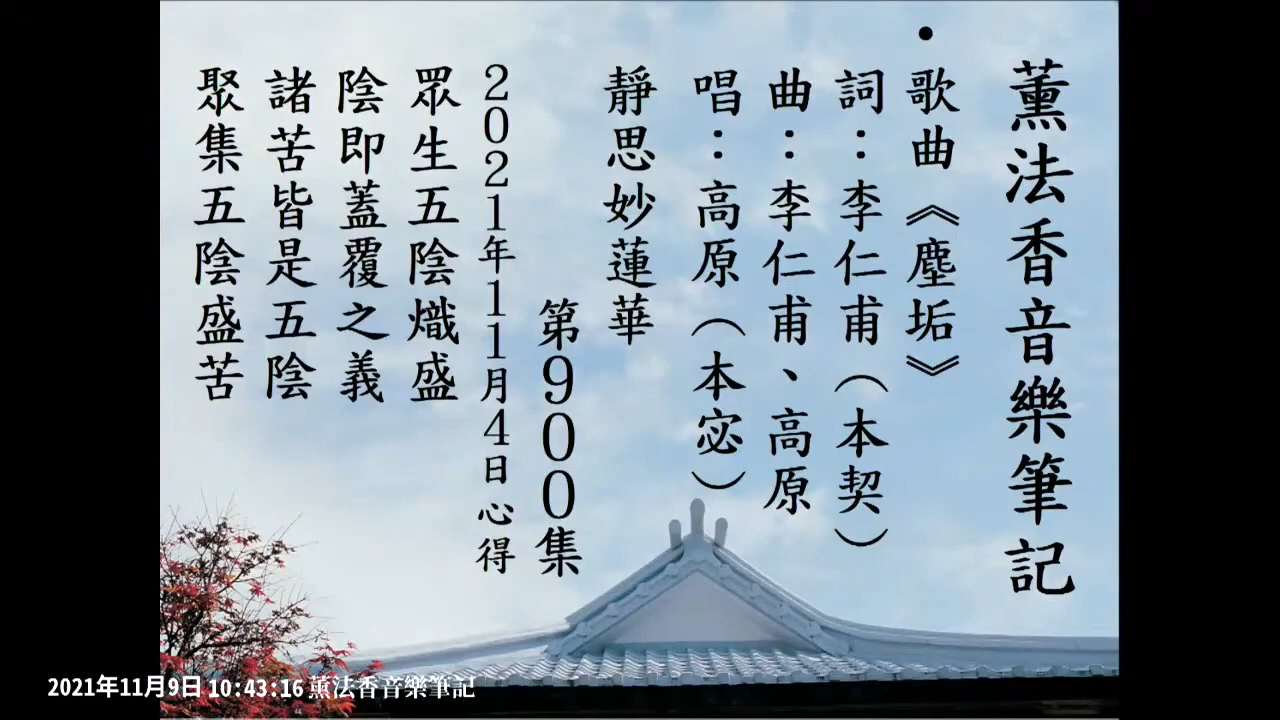 薰法香音樂筆記
•歌曲《塵垢》
詞：李仁甫（本契）
曲：李仁甫、高原
唱：高原（本宓）
靜思妙蓮華
第900集
2021年11月4日心得
眾生五陰熾盛
陰即蓋覆之義
諸苦皆是五陰
聚集五陰盛苦
2021年11月9日 10:43:16 薰法香音樂筆記